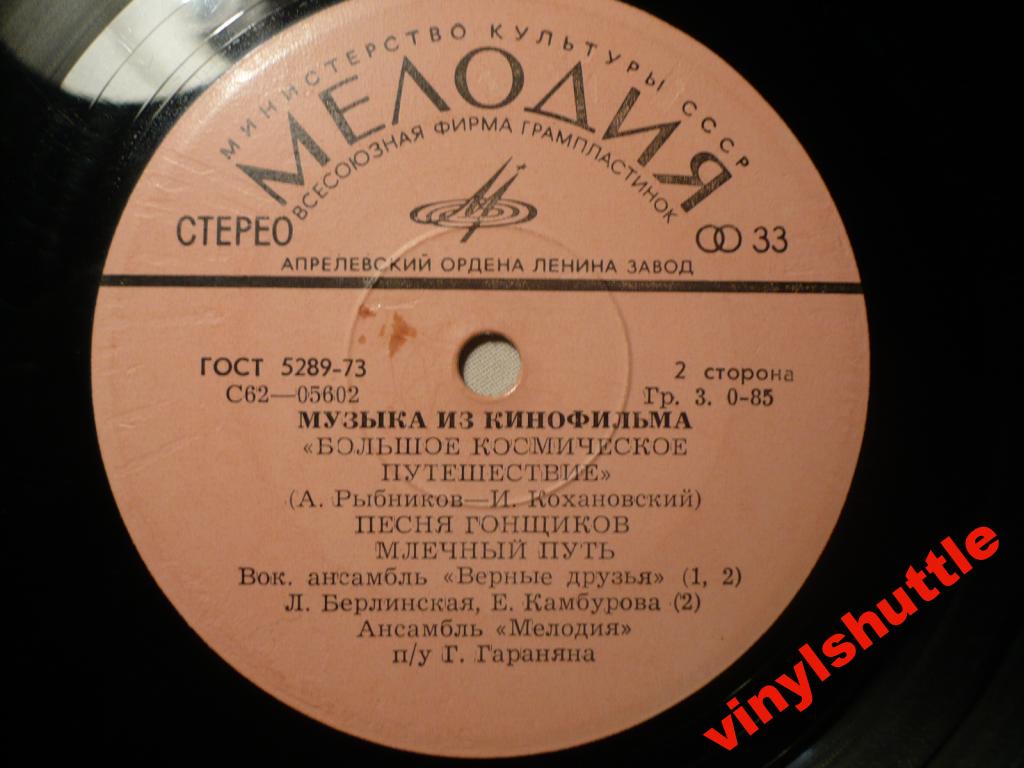 МИНИСТЕРСТВО КУЛЬТУРЫ СССР
МЕЛОДИЯ
ВСЕСОЮЗНАЯ ФИРМА ГРАМПЛАСТИНОК
СТЕРЕО
33
АПРЕЛЕВСКИЙ ОРДЕНА ЛЕНИНА ЗАВОД
ГОСТ 5289-73
2 сторона
С62—05602
Гр. 3. 0-85
МУЗЫКА ИЗ КИНОФИЛЬМА
«БОЛЬШОЕ КОСМИЧЕСКОЕ
ПУТЕШЕСТВИЕ»
(А. Рыбников—И. Кохановский)
ПЕСНЯ ГОНЩИКОВ
МЛЕЧНЫЙ ПУТЬ
Вок. ансамбль «Верные друзья» (1, 2)
Л. Берлинская, Е. Камбурова (2)
Ансамбль «Мелодия»
п/у Г. Гараняна
vinylshuttle